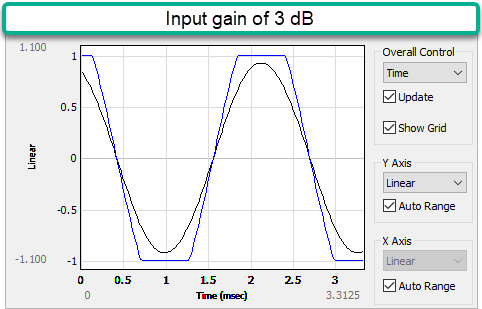 Input gain of 3 dB
1.100
1
0.5
0
-0.5
-1
-1.100
Linear
0 0.5 1 1.5 2 2.5 3
0 Time (msec) 3.3125
Overall Control
Time
Update
Show Grid
Y Axis
Linear
Auto Range
X Axis
Linear
Auto Range